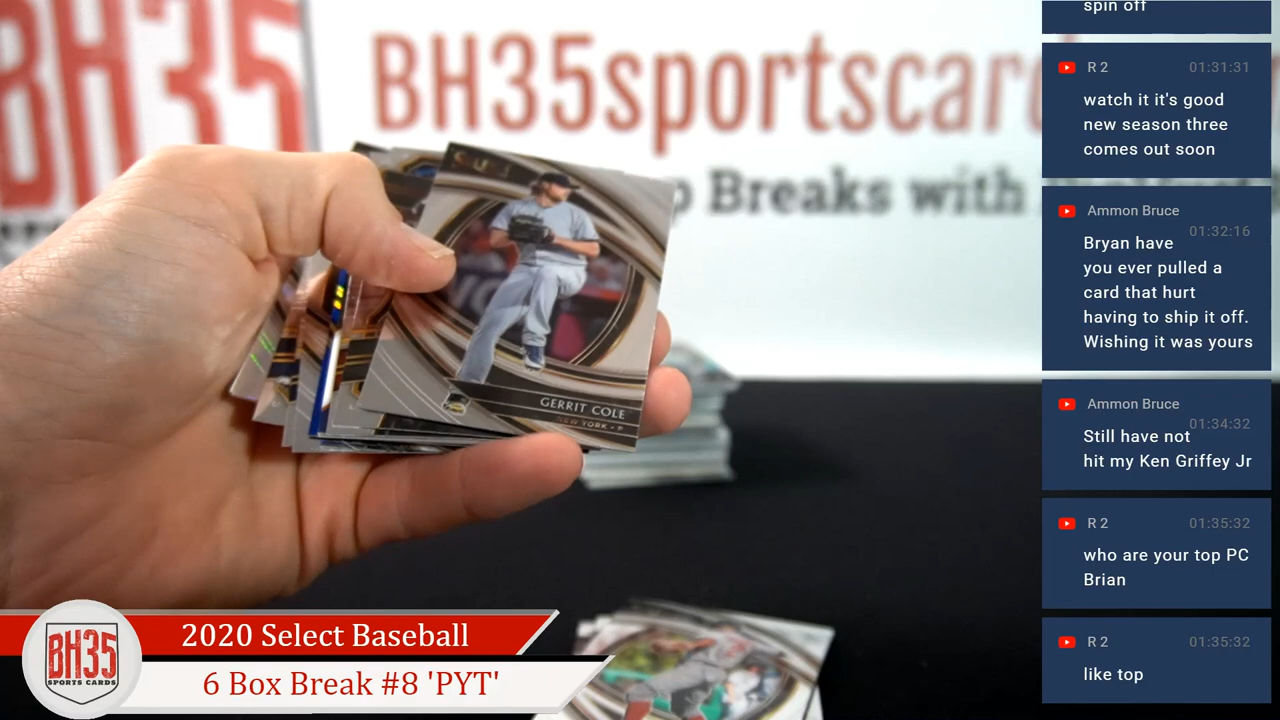 BH35
BH35sportscar
Breaks with
GERRIT COLE
NEW YORK • P
2020 Select Baseball
6 Box Break #8 'PYT'
BH35
SPORTS CARDS
spin off
R 2
01:31:31
watch it it's good
new season three
comes out soon
Ammon Bruce
01:32:16
Bryan have
you ever pulled a
card that hurt
having to ship it off.
Wishing it was yours
Ammon Bruce
01:34:32
Still have not
hit my Ken Griffey Jr
R 2
01:35:32
who are your top PC
Brian
R 2
01:35:32
like top